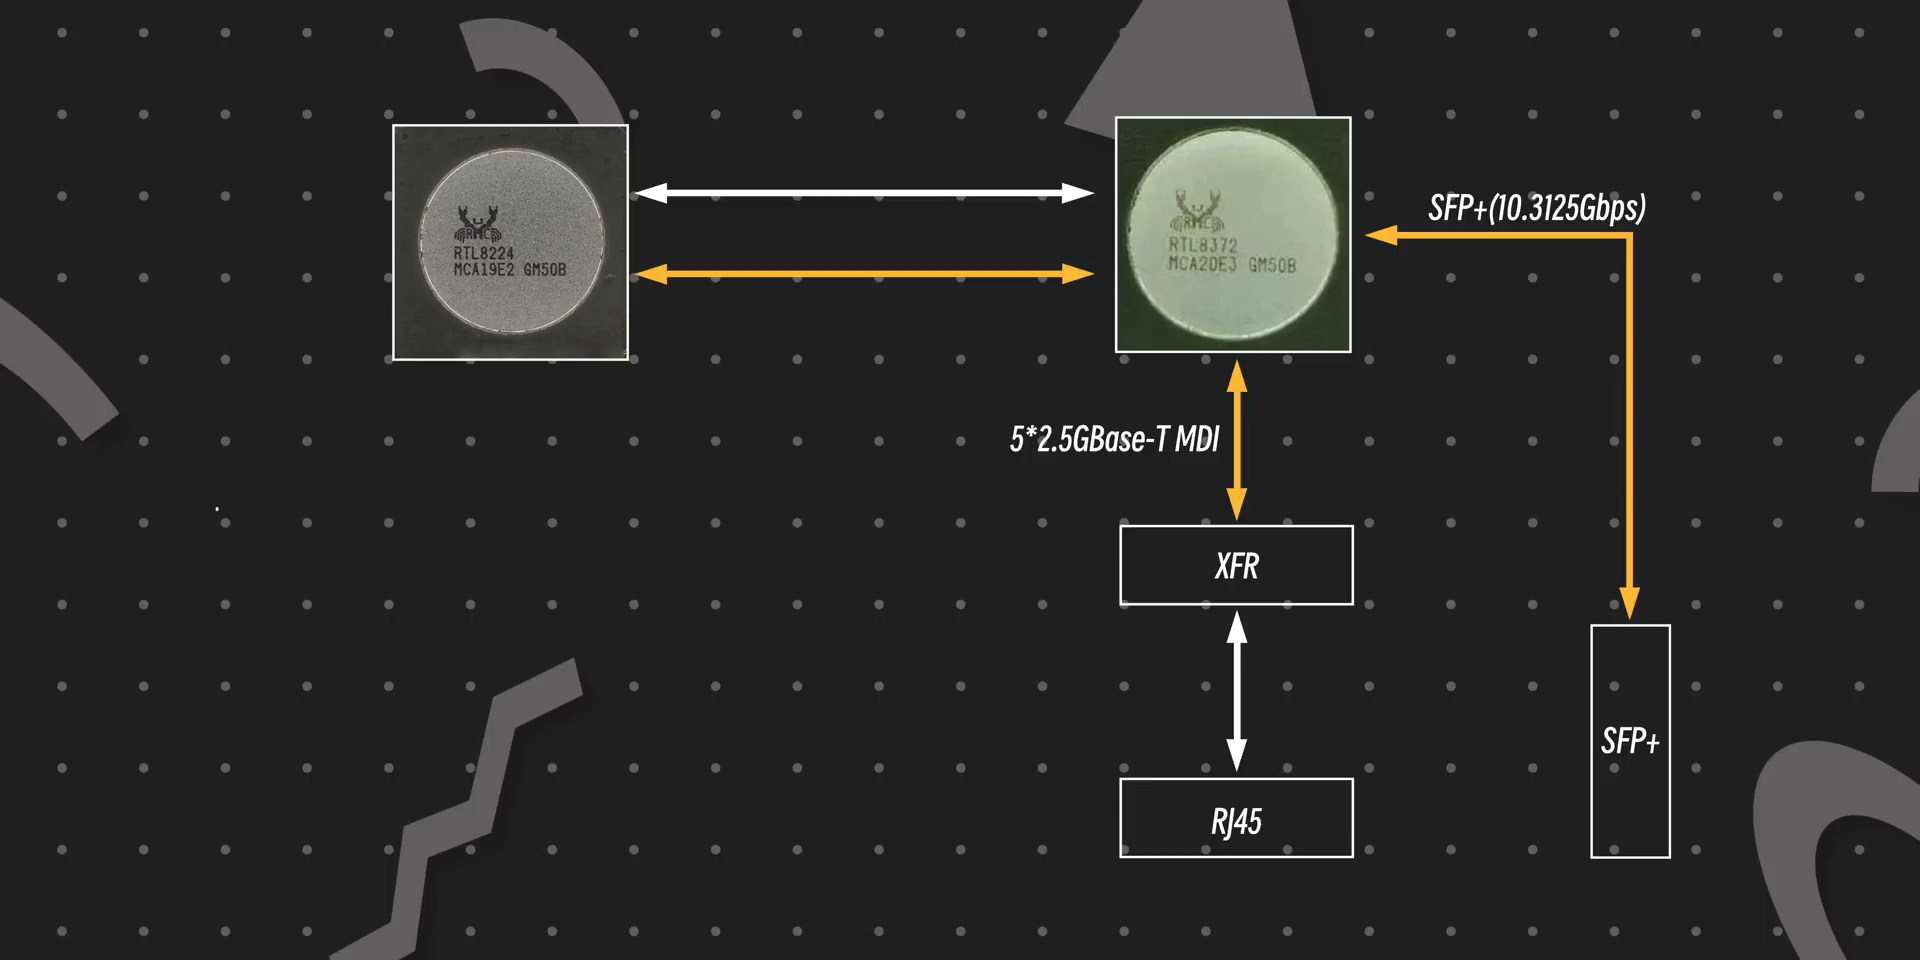 RTL8224
MCA19E2 GM50B
RTL8372
MCA20E3 GM50B
SFP+(10.3125Gbps)
5*2.5GBase-T MDI
XFR
SFP+
RJ45